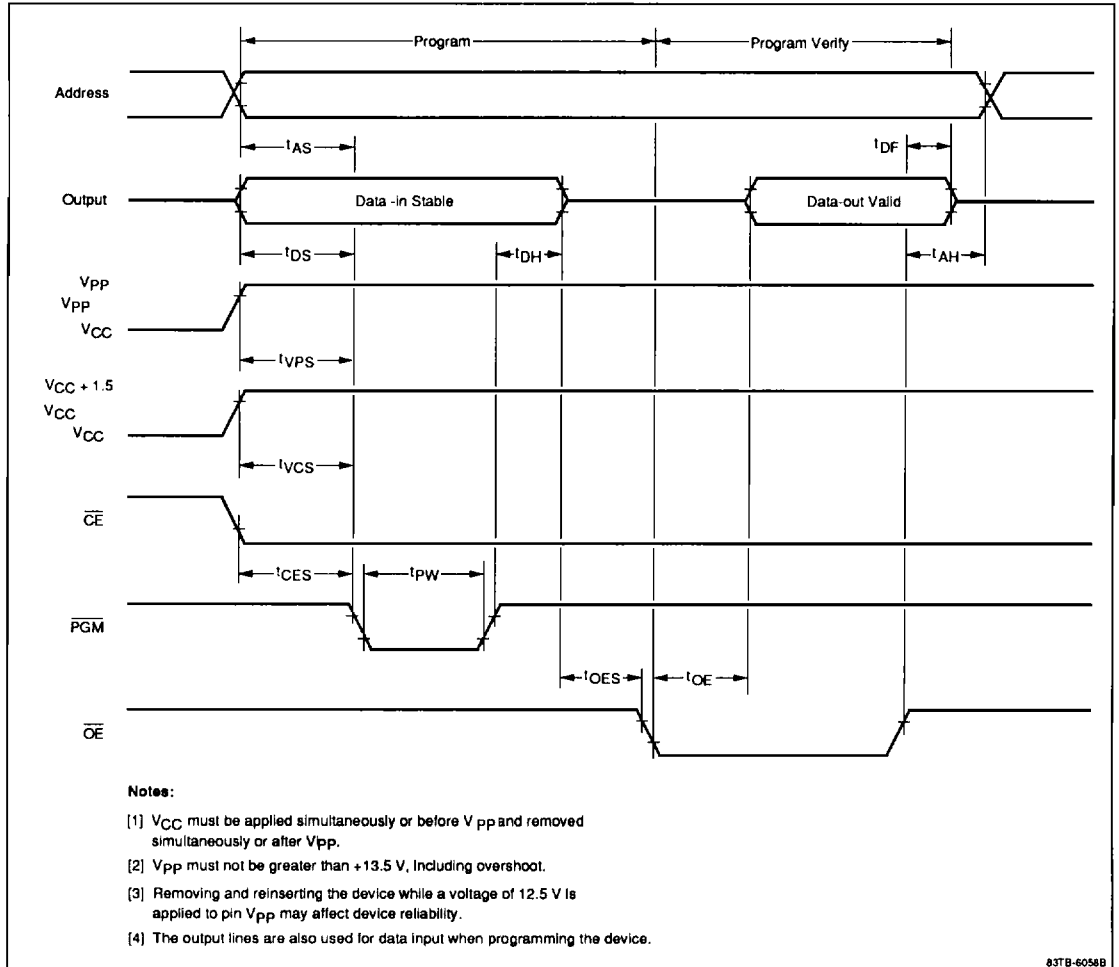 Program Program Verify
Address
tAS tDF
Output Data -in Stable Data-out Valid
tDS tDH tAH
VPP
VPP
VCC
tVPS
VCC + 1.5
VCC
VCC
tVCS
CE
tCES tPW
PGM
tOES tOE
OE
Notes:
[1] VCC must be applied simultaneously or before VPP and removed
simultaneously or after VPP.
[2] VPP must not be greater than +13.5 V, including overshoot.
[3] Removing and reinserting the device while a voltage of 12.5 V is
applied to pin VPP may affect device reliability.
[4] The output lines are also used for data input when programming the device.
83TB-6058B